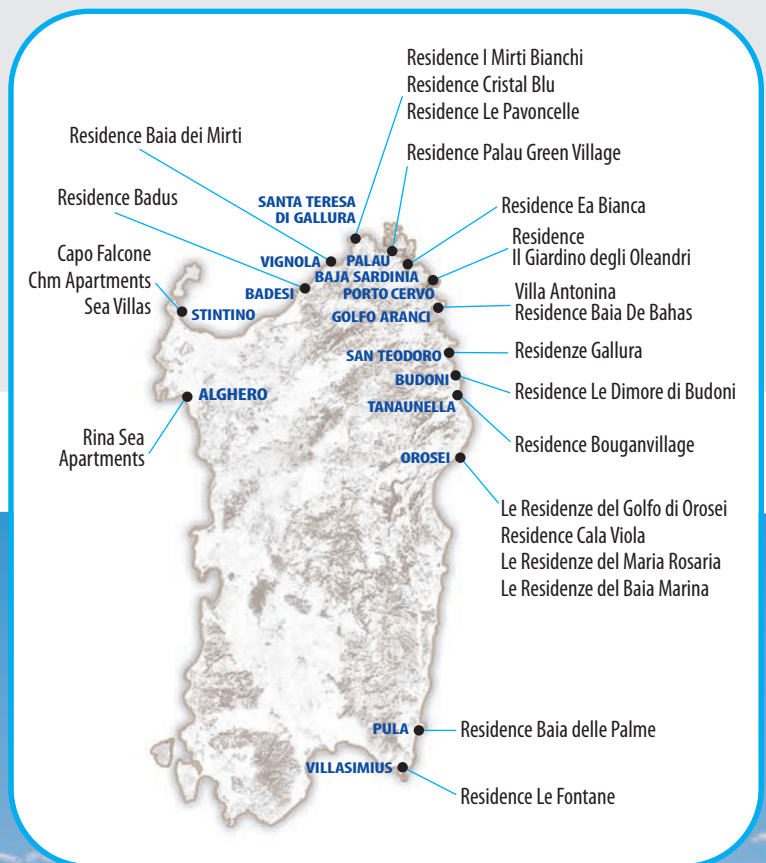 Residence I Mirti Bianchi
Residence Cristal Blu
Residence Le Pavoncelle
Residence Baia dei Mirti
Residence Palau Green Village
Residence Badus
SANTA TERESA
DI GALLURA
Residence Ea Bianca
Residence
Il Giardino degli Oleandri
Capo Falcone
Chm Apartments
Sea Villas
VIGNOLA
PALAU
BAJA SARDINIA
BADESI
PORTO CERVO
Villa Antonina
Residence Baia De Bahas
STINTINO
GOLFO ARANCI
SAN TEODORO
Residenze Gallura
BUDONI
Residence Le Dimore di Budoni
ALGHERO
TANAUNELLA
Rina Sea
Apartments
Residence Bouganvillage
OROSEI
Le Residenze del Golfo di Orosei
Residence Cala Viola
Le Residenze del Maria Rosaria
Le Residenze del Baia Marina
PULA
Residence Baia delle Palme
VILLASIMIUS
Residence Le Fontane